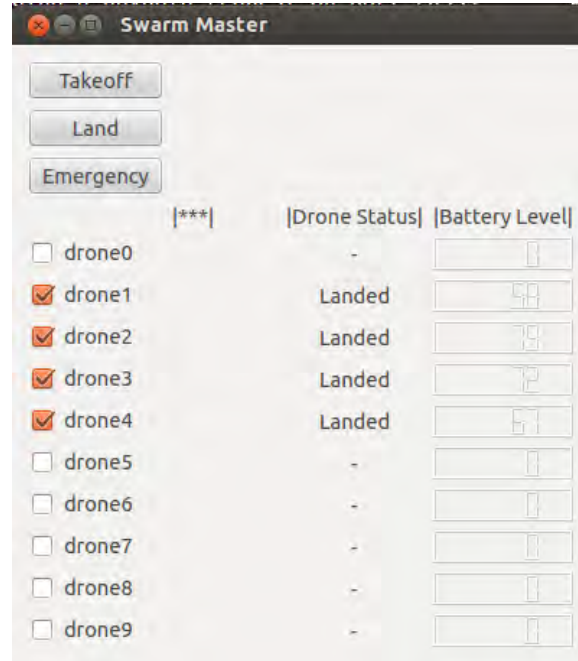 Swarm Master
Takeoff
Land
Emergency
|***| |Drone Status| |Battery Level|
drone0 - 0
drone1 Landed
drone2 Landed
drone3 Landed 72
drone4 Landed
drone5 - 0
drone6 - 0
drone7 - 0
drone8 - 0
drone9 - 0